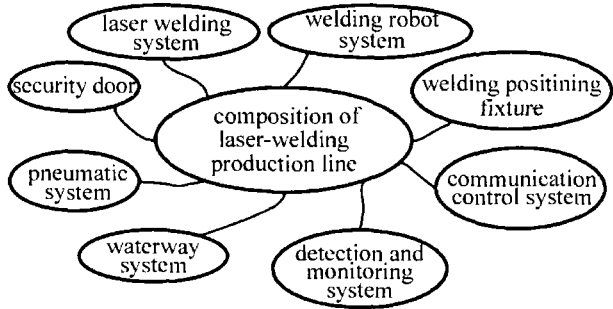 laser welding
system
welding robot
system
security door
welding positining
fixture
composition of
laser-welding
production line
pneumatic
system
communication
control system
waterway
system
detection and
monitoring
system